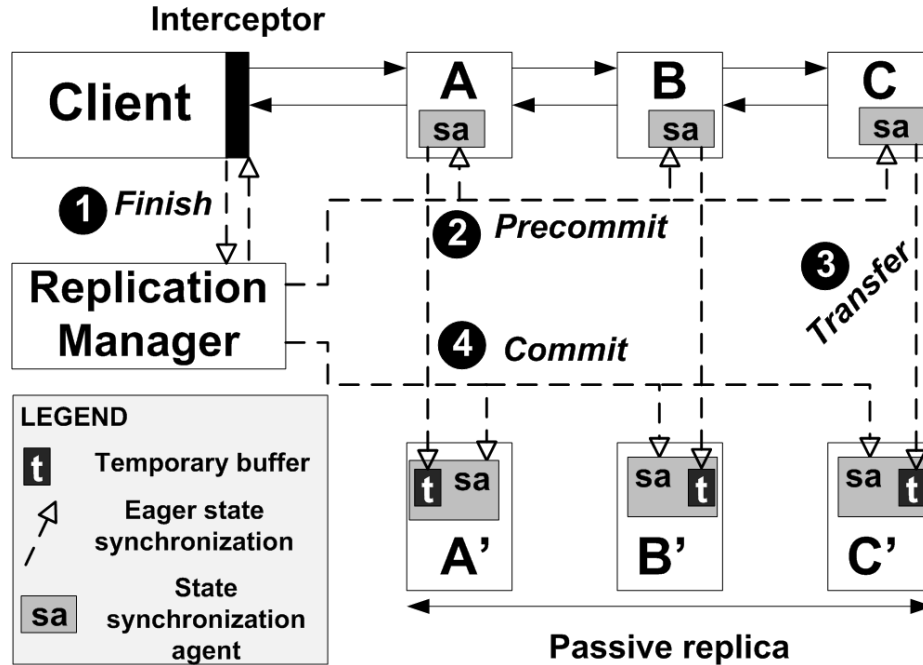 Interceptor
Client
A
B
C
sa
sa
sa
1 Finish
2 Precommit
3
Transfer
Replication
Manager
4 Commit
LEGEND
t Temporary buffer
Eager state
synchronization
sa State
synchronization
agent
t sa
sa t
sa t
A’
B’
C’
Passive replica